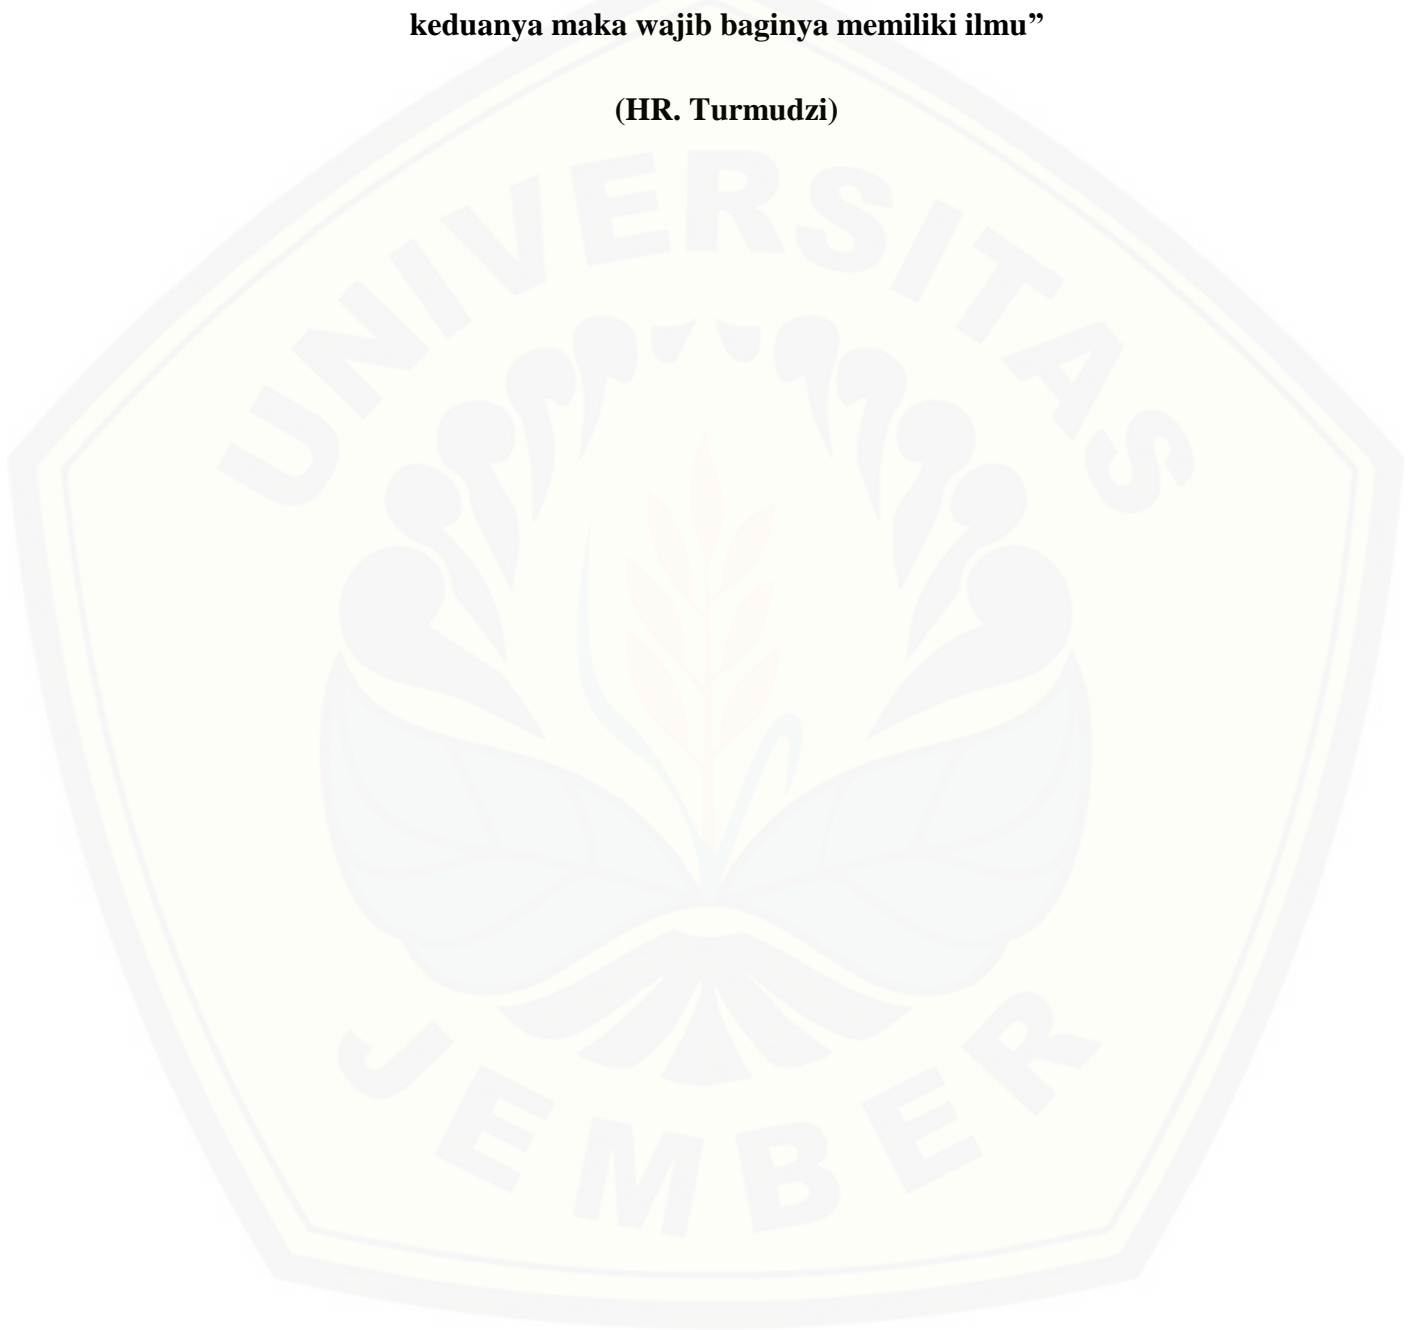 keduanya maka wajib baginya memiliki ilmu”
(HR. Turmudzi)
UNIVERSITAS
JEMBER